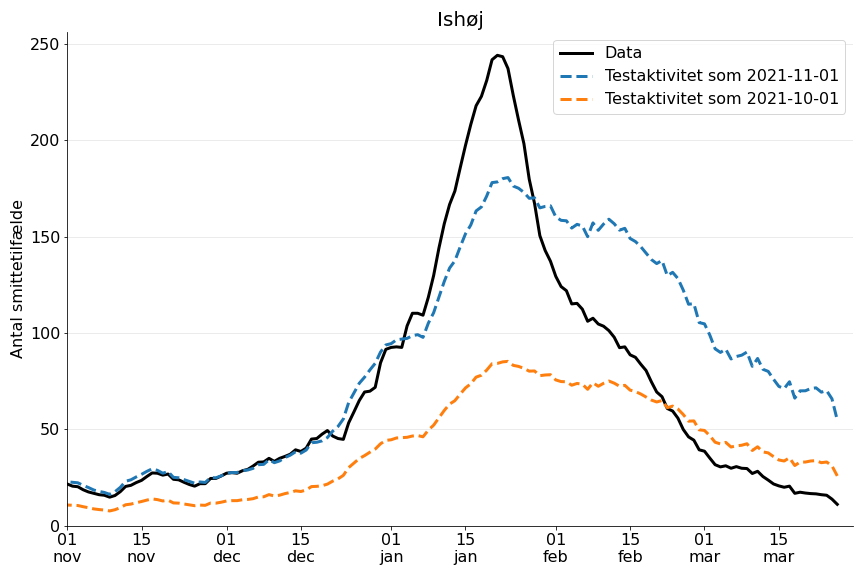 Ishøj
Data
Testaktivitet som 2021-11-01
Testaktivitet som 2021-10-01
Antal smittetilfælde
250
200
150
100
50
0
01 15 01 15 01 15 01 15 01 15
nov nov dec dec jan jan feb feb mar mar